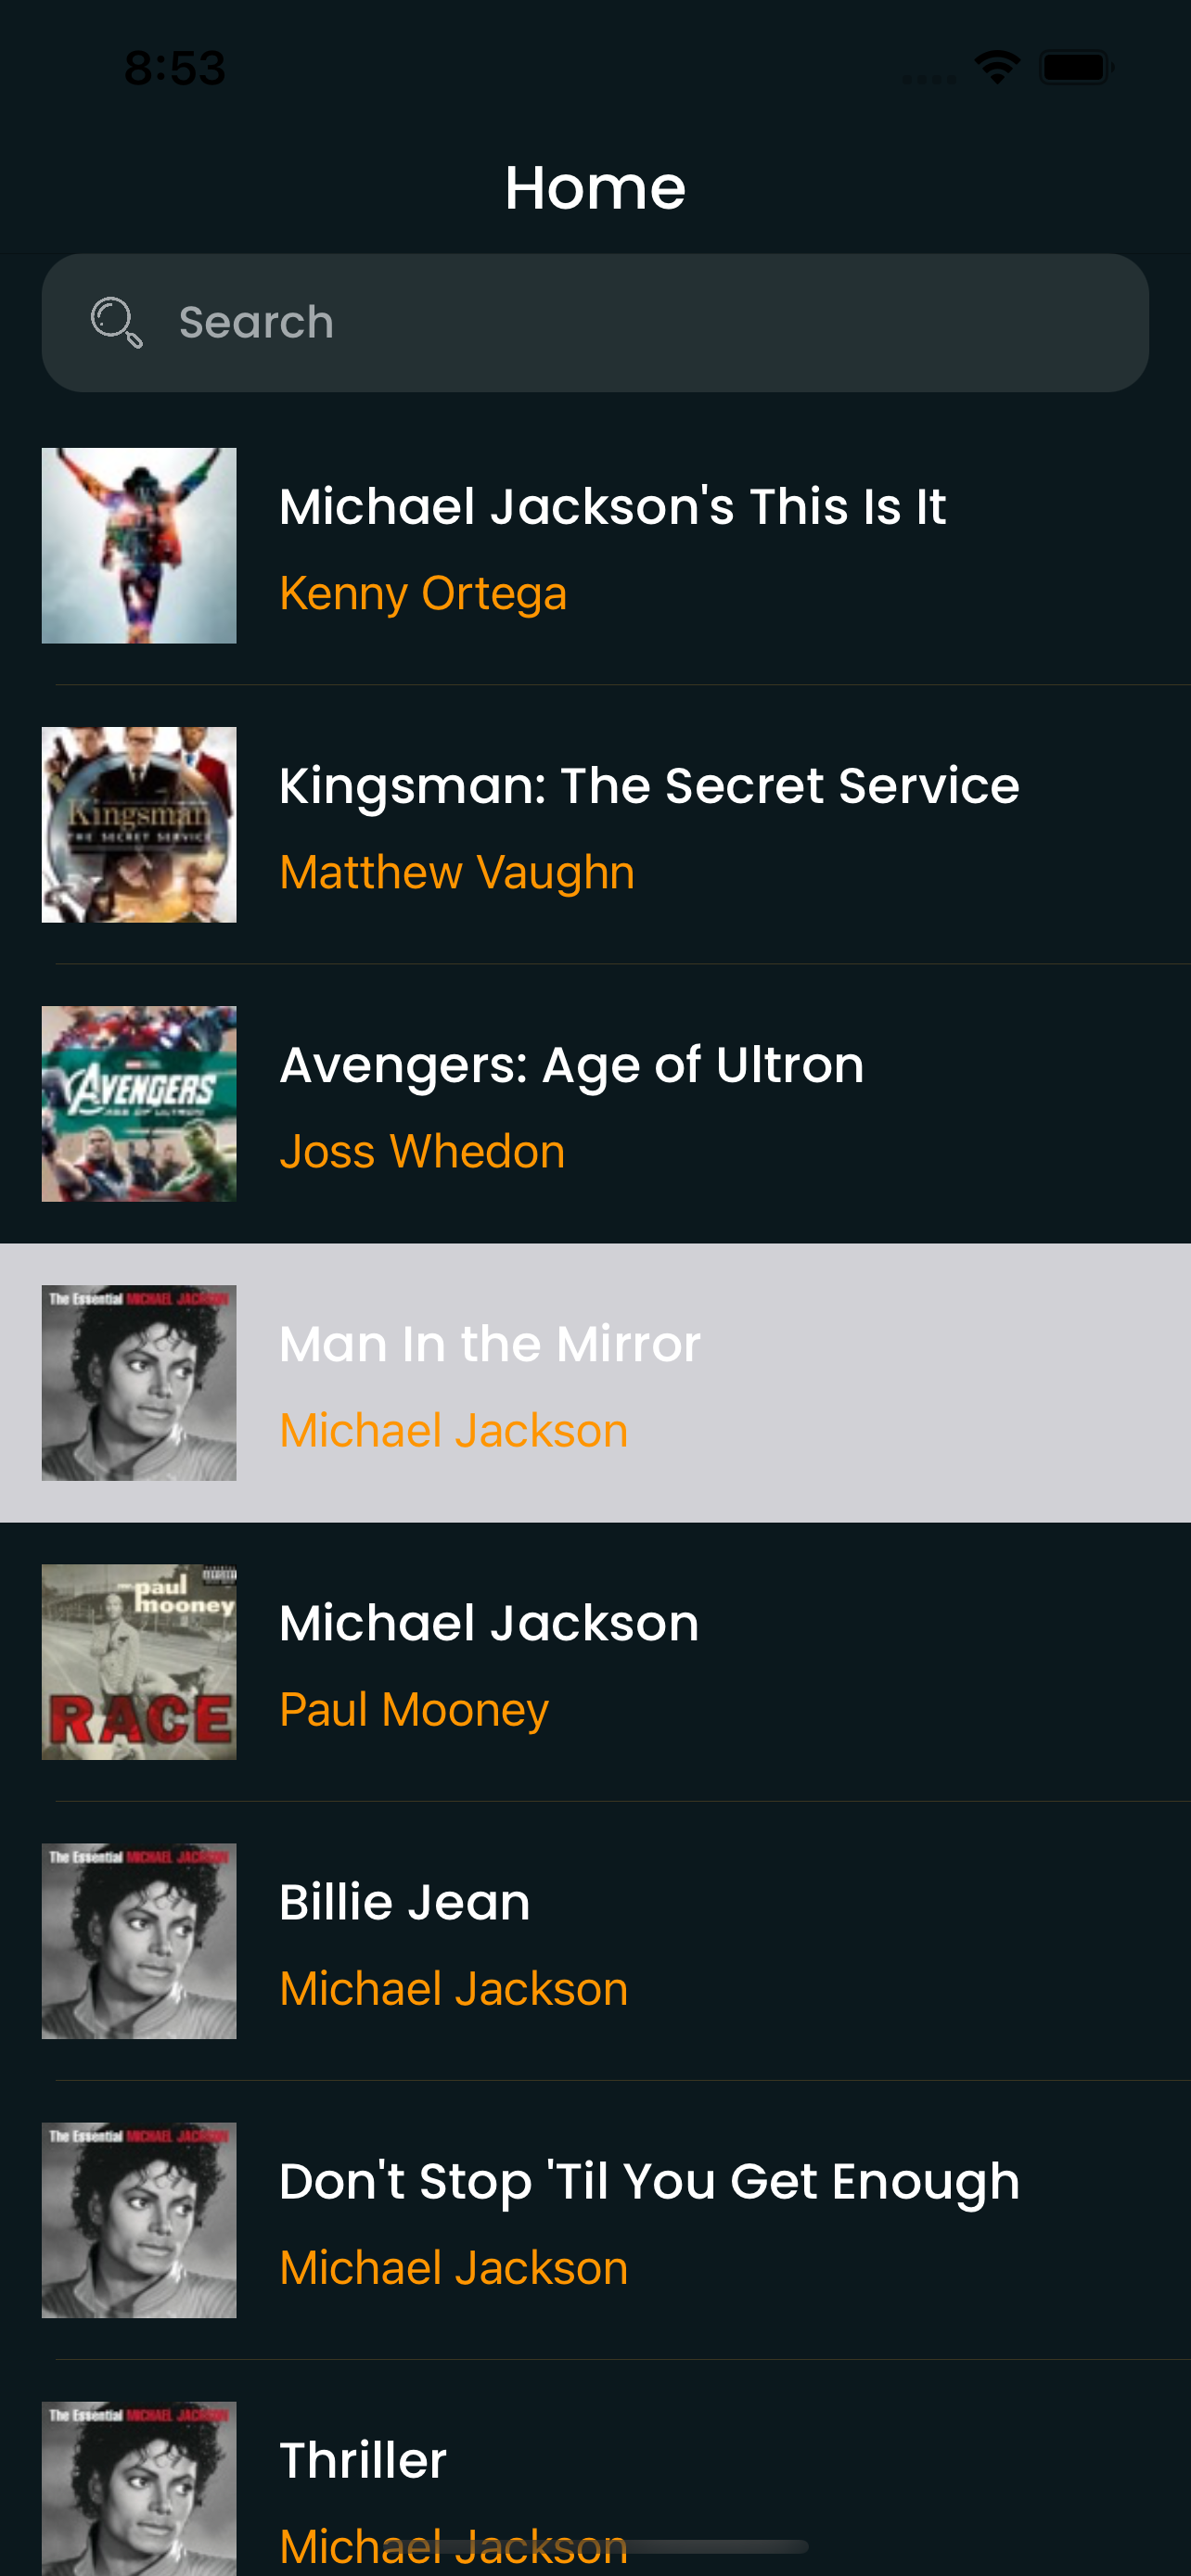 8:53
Home
Search
Michael Jackson's This Is It
Kenny Ortega
Kingsman
THE SECRET SERVICE
Kingsman: The Secret Service
Matthew Vaughn
AVENGERS
AGE OF ULTRON
Avengers: Age of Ultron
Joss Whedon
The Essential MICHAEL JACKSON
Man In the Mirror
Michael Jackson
paul
mooney
RACE
Michael Jackson
Paul Mooney
The Essential MICHAEL JACKSON
Billie Jean
Michael Jackson
The Essential MICHAEL JACKSON
Don't Stop 'Til You Get Enough
Michael Jackson
The Essential MICHAEL JACKSON
Thriller
Michael Jackson